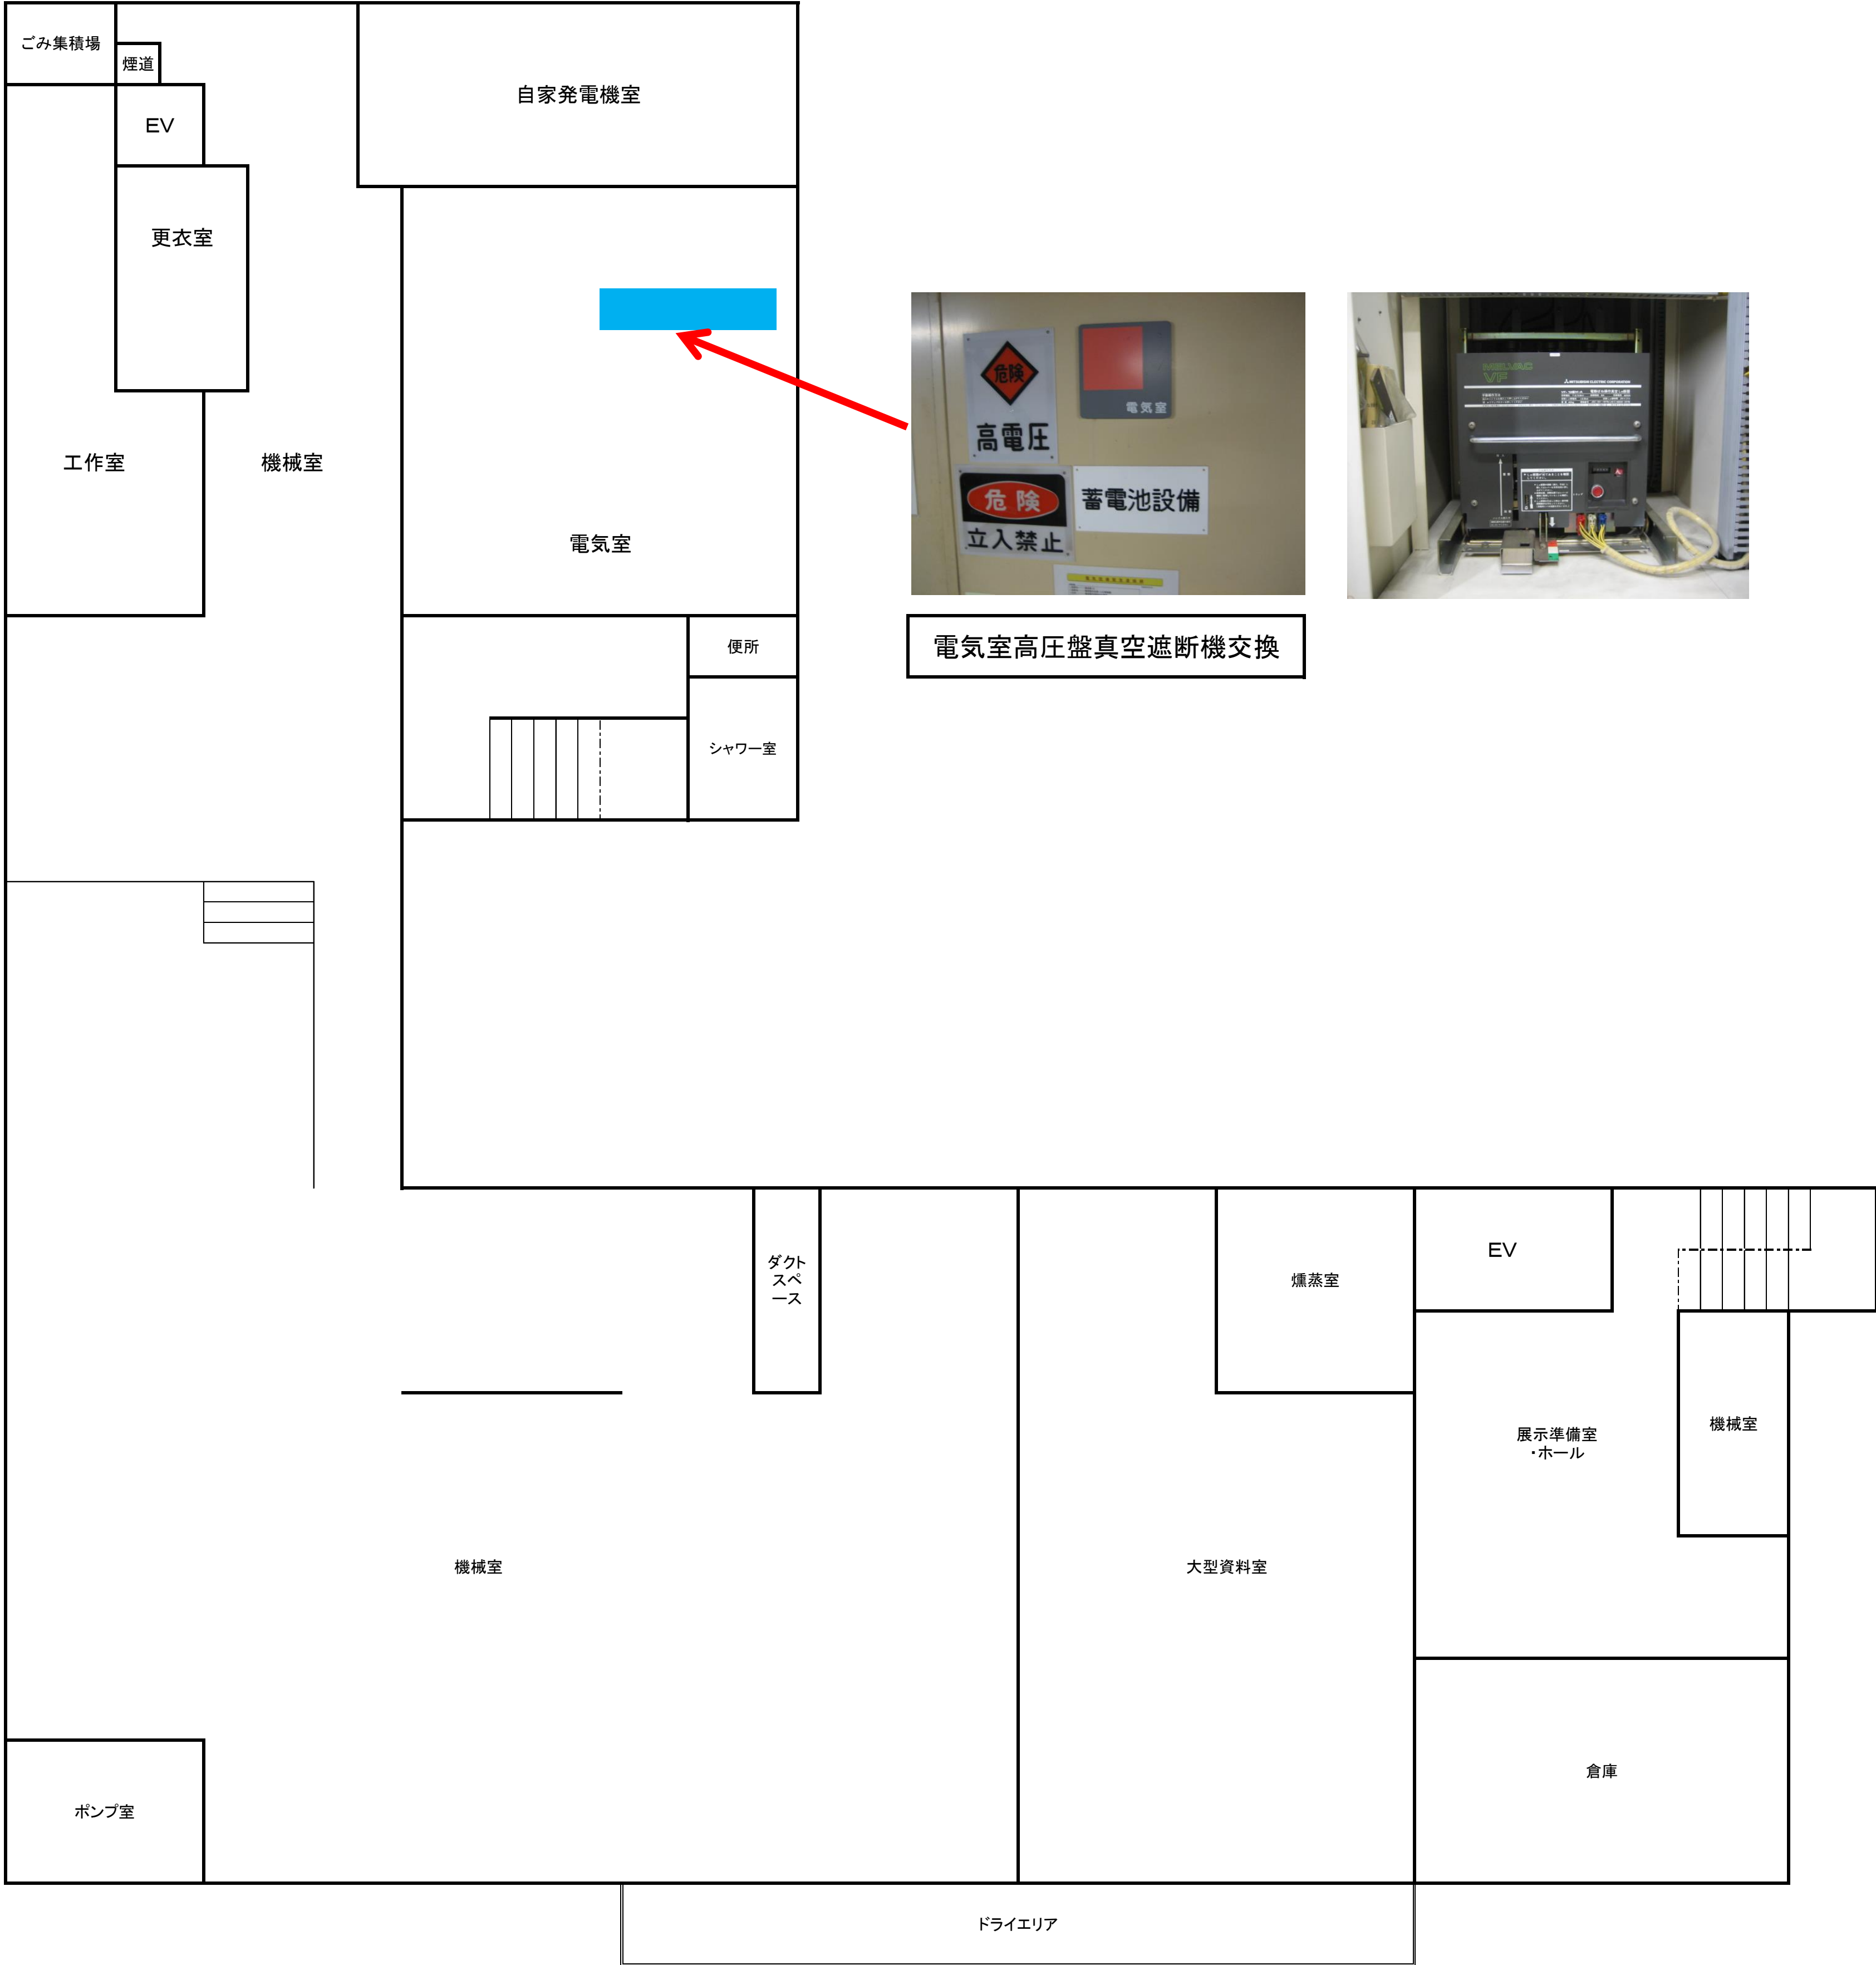 ごみ集積場
煙道
自家発電機室
EV
更衣室
危険
高電圧
電気室
危険
立入禁止
蓄電池設備
MELVAC
VF
MITSUBISHI ELECTRIC CORPORATION
工作室
機械室
電気室
電気室高圧盤真空遮断機交換
便所
シャワー室
ダクト
スペ
ース
燻蒸室
EV
展示準備室
・ホール
機械室
機械室
大型資料室
倉庫
ポンプ室
ドライエリア